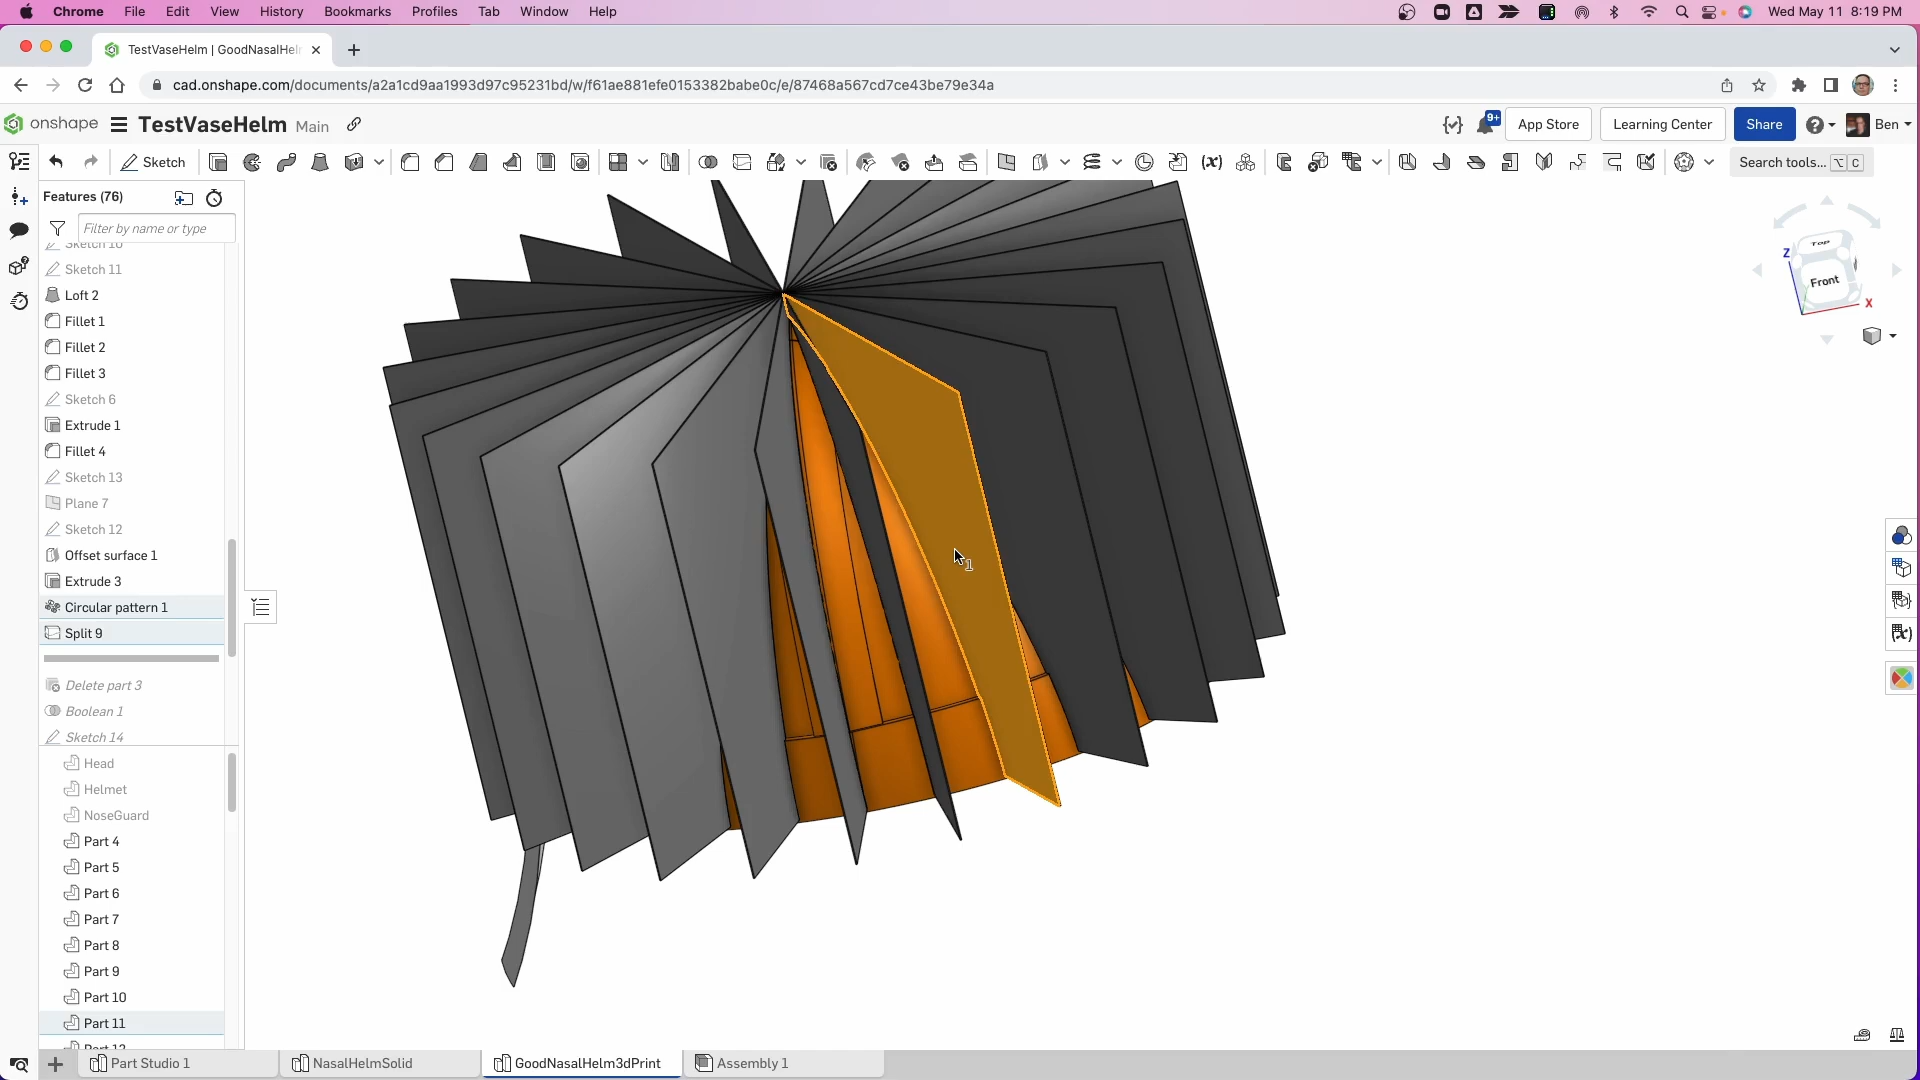 Chrome File Edit View History Bookmarks Profiles Tab Window Help Wed May 11 8:19 PM
TestVaseHelm | GoodNasalHel
cad.onshape.com/documents/a2a1cd9aa1993d97c95231bd/w/f61ae881efe0153382babe0c/e/87468a567cd7ce43be79e34a
onshape TestVaseHelm Main 9+ App Store Learning Center Share Ben
Sketch (x) Search tools... ⌥ C
Features (76)
Filter by name or type
Sketch 10
Sketch 11
Loft 2
Fillet 1
Fillet 2
Fillet 3
Sketch 6
Extrude 1
Fillet 4
Sketch 13
Plane 7
Sketch 12
Offset surface 1
Extrude 3
Circular pattern 1
Split 9
Delete part 3
Boolean 1
Sketch 14
Head
Helmet
NoseGuard
Part 4
Part 5
Part 6
Part 7
Part 8
Part 9
Part 10
Part 11
Part 12
Top
Z
Front
X
1
(x)
Part Studio 1 NasalHelmSolid GoodNasalHelm3dPrint Assembly 1